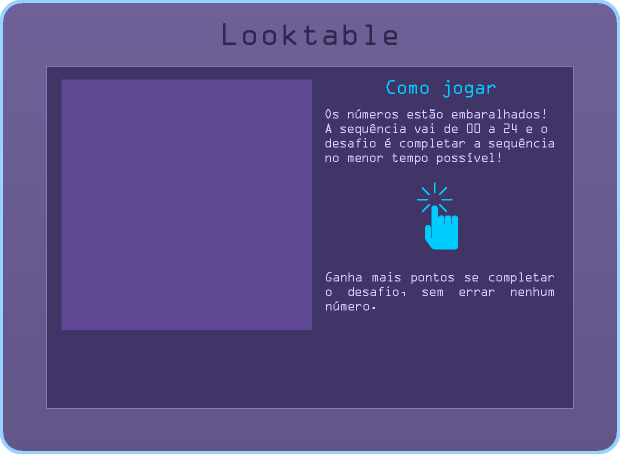 Looktable
Como jogar
Os números estão embaralhados!
A sequência vai de 00 a 24 e o
desafio é completar a sequência
no menor tempo possível!
Ganha mais pontos se completar
o desafio, sem errar nenhum
número.